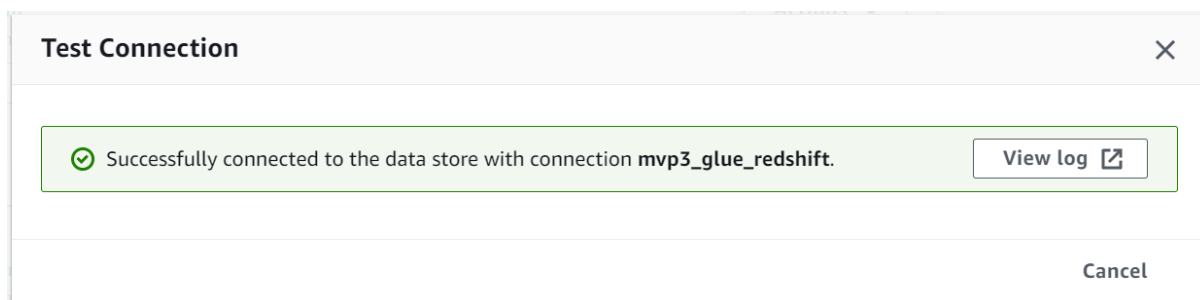 Test Connection
Successfully connected to the data store with connection mvp3_glue_redshift.
View log
Cancel